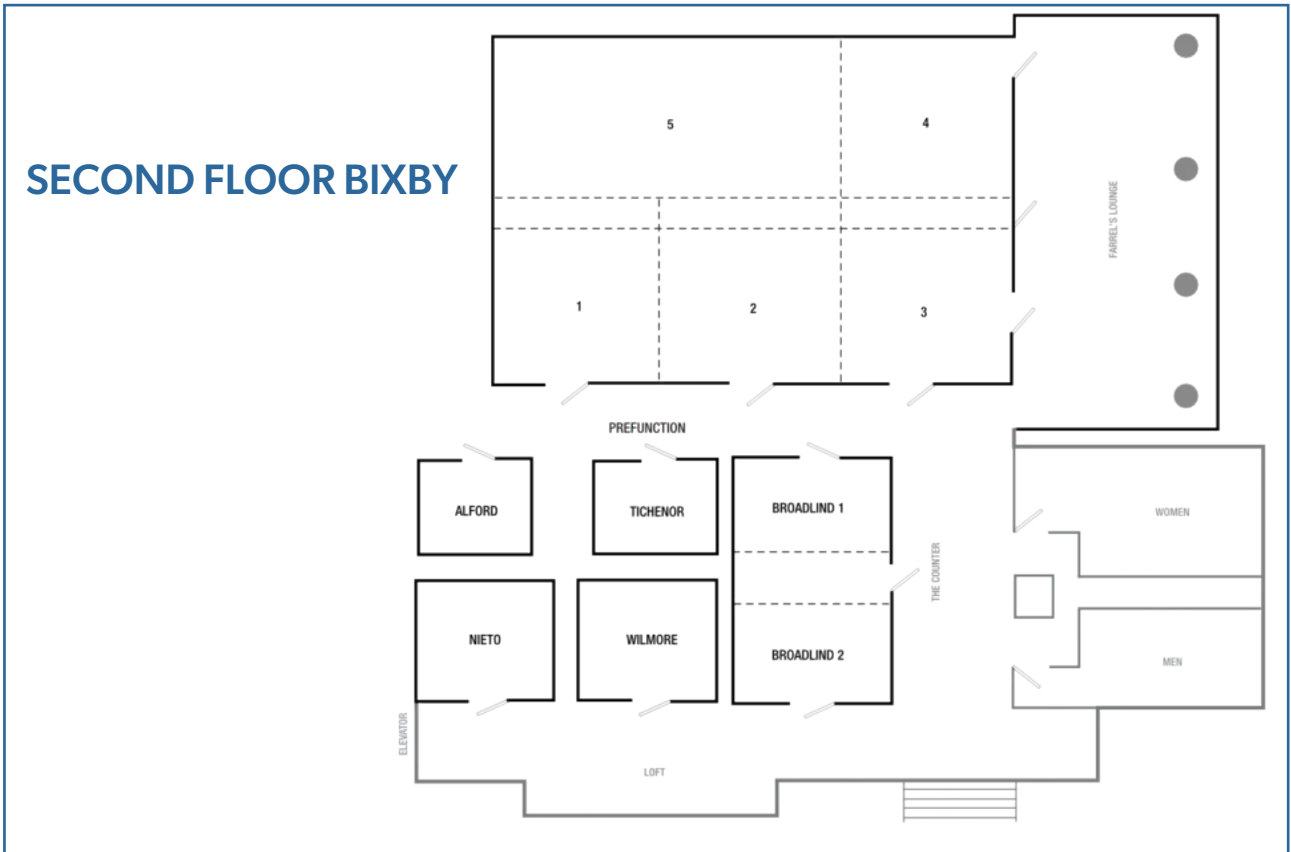 SECOND FLOOR BIXBY
5
4
FARREL'S LOUNGE
1
2
3
PREFUNCTION
ALFORD
TICHENOR
BROADLIND 1
WOMEN
THE COUNTER
NIETO
WILMORE
BROADLIND 2
MEN
ELEVATOR
LOFT